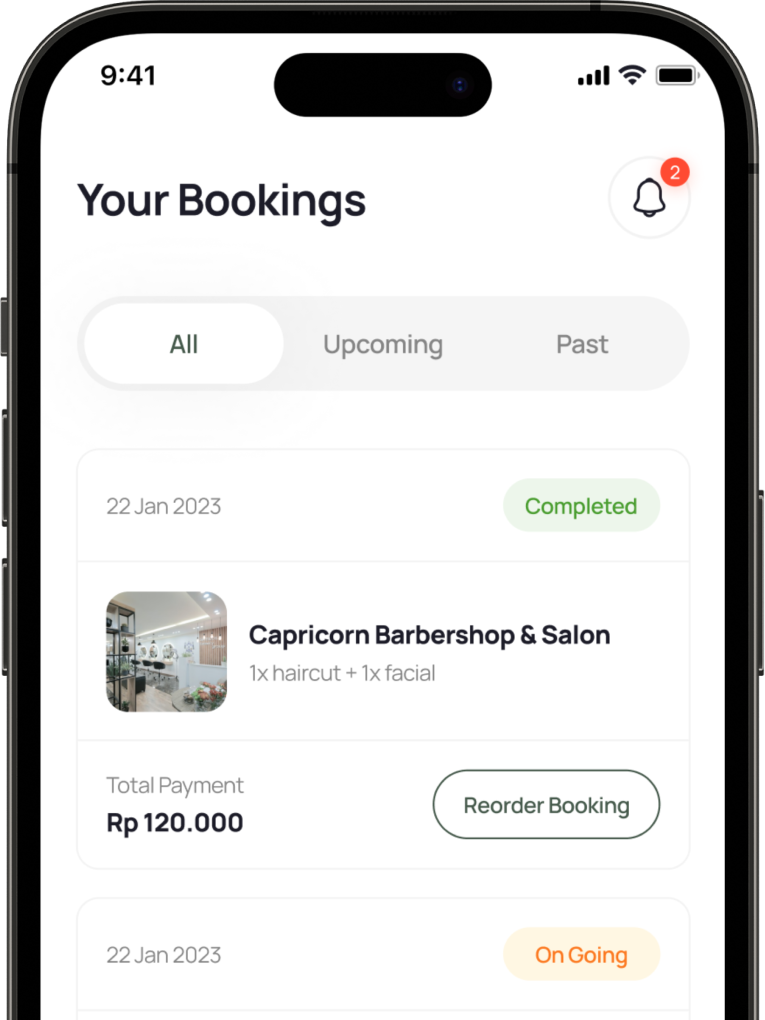 9:41
Your Bookings
2
All
Upcoming
Past
22 Jan 2023
Completed
Capricorn Barbershop & Salon
1x haircut + 1x facial
Total Payment
Rp 120.000
Reorder Booking
22 Jan 2023
On Going